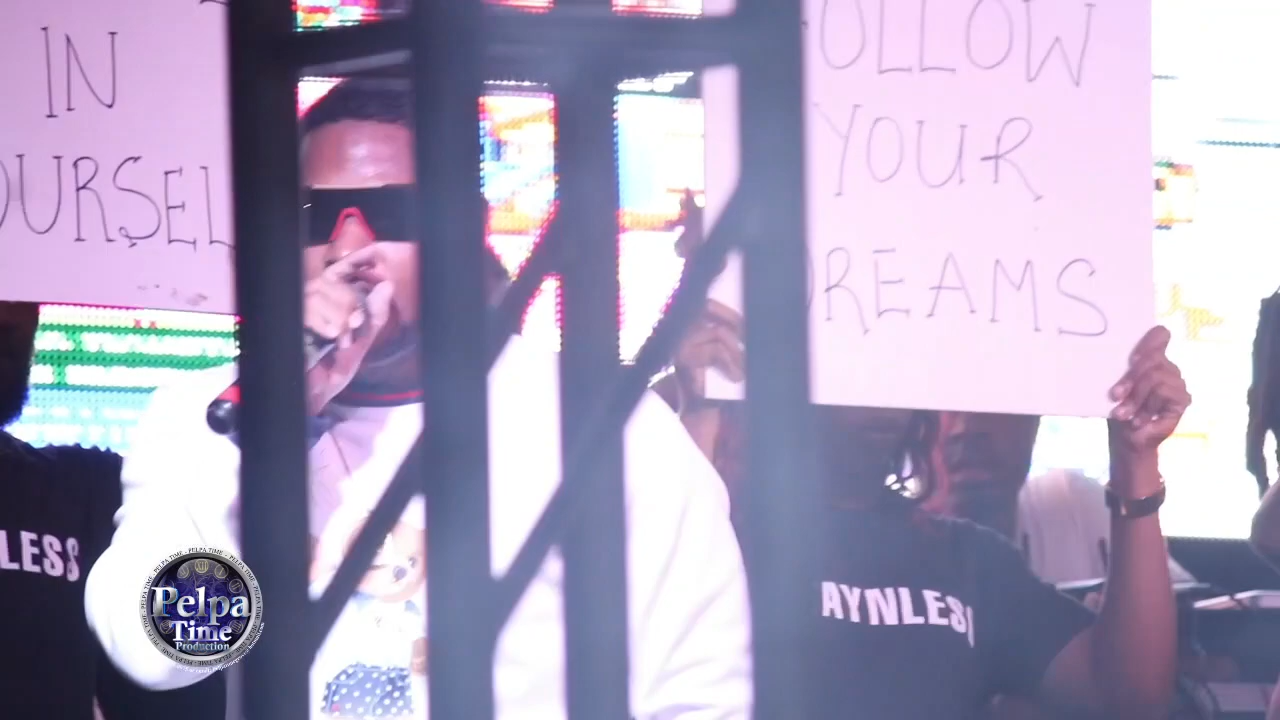 IN
OURSEL
OLLOW
YOUR
REAMS
LESS
AYNLESS
Pelpa
Time
Production